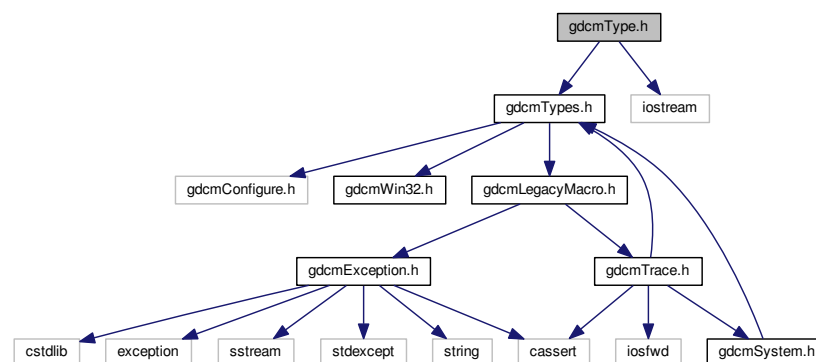 gdcmType.h
gdcmTypes.h
iostream
gdcmConfigure.h
gdcmWin32.h
gdcmLegacyMacro.h
gdcmException.h
gdcmTrace.h
cstdlib
exception
sstream
stdexcept
string
cassert
iosfwd
gdcmSystem.h